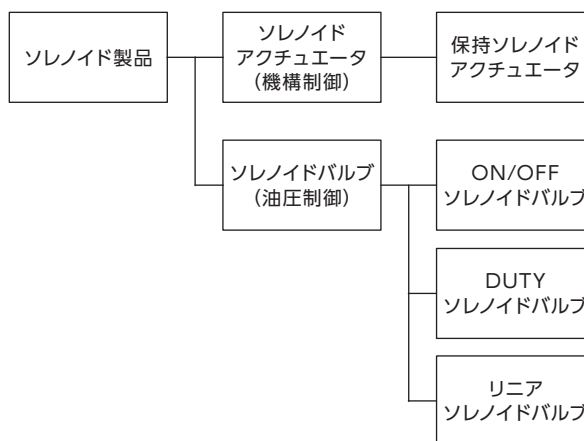 ソレノイド製品
ソレノイド
アクチュエータ
(機構制御)
保持ソレノイド
アクチュエータ
ソレノイドバルブ
(油圧制御)
ON/OFF
ソレノイドバルブ
DUTY
ソレノイドバルブ
リニア
ソレノイドバルブ